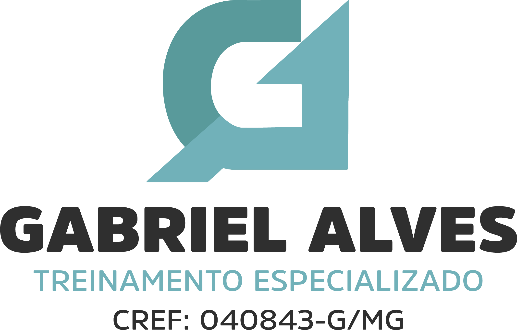 GABRIEL ALVES
TREINAMENTO ESPECIALIZADO
CREF: 040843-G/MG